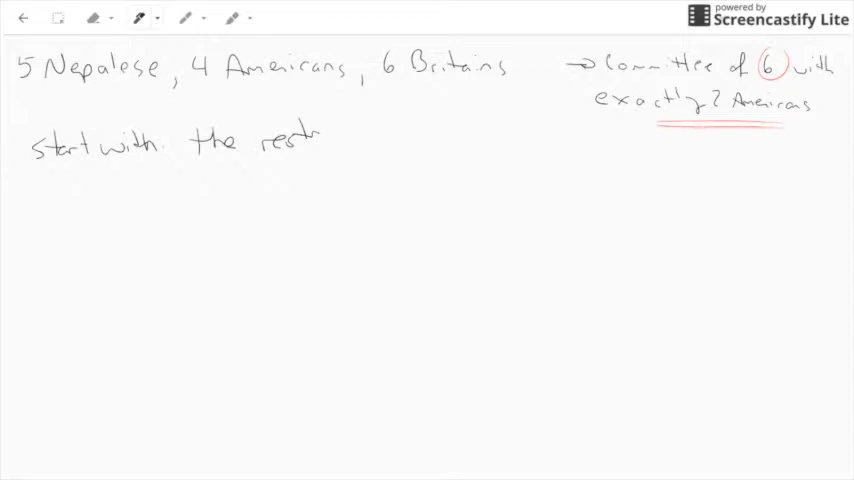 powered by
Screencastify Lite
5 Nepalese, 4 Americans, 6 Britains
→ Committee of 6 with
exactly 2 Americans
start with the restr